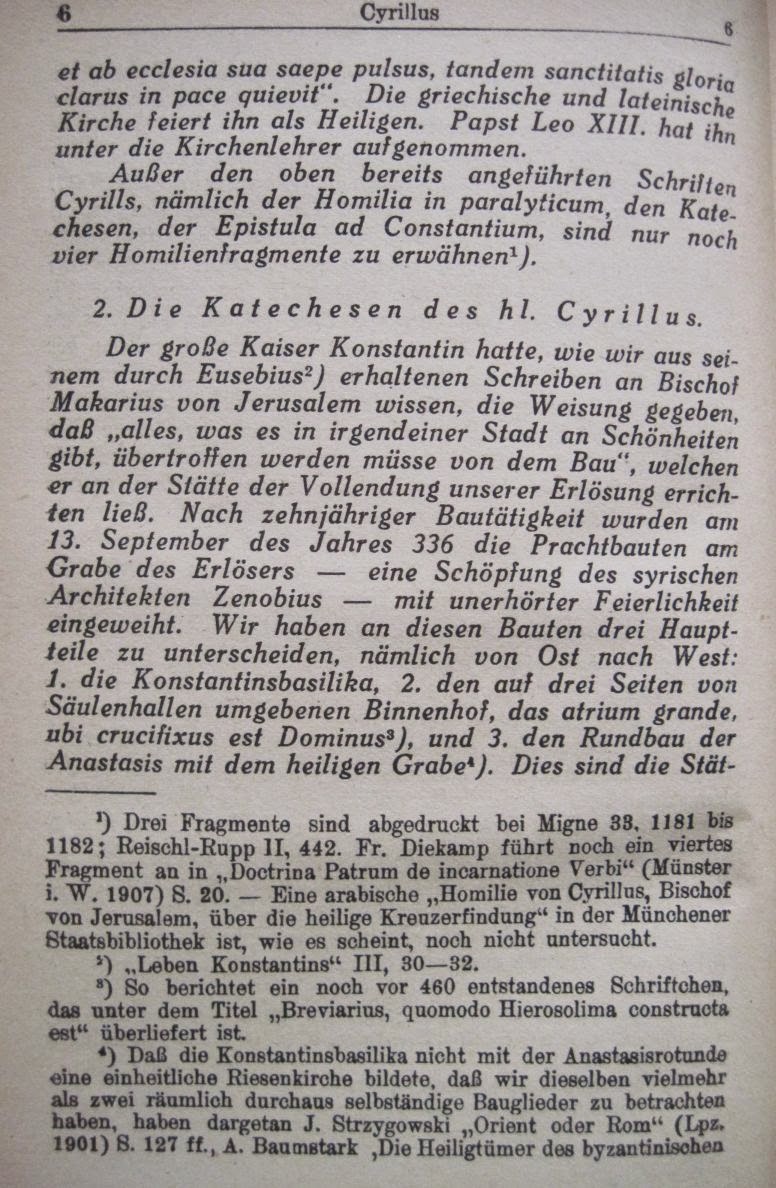 6 Cyrillus 6
et ab ecclesia sua saepe pulsus, tandem sanctitatis gloria
clarus in pace quievit“. Die griechische und lateinische
Kirche feiert ihn als Heiligen. Papst Leo XIII. hat ihn
unter die Kirchenlehrer aufgenommen.
Außer den oben bereits angeführten Schriften
Cyrills, nämlich der Homilia in paralyticum, den Kate-
chesen, der Epistula ad Constantium, sind nur noch
vier Homilienfragmente zu erwähnen¹).
2. Die Katechesen des hl. Cyrillus.
Der große Kaiser Konstantin hatte, wie wir aus sei-
nem durch Eusebius²) erhaltenen Schreiben an Bischof
Makarius von Jerusalem wissen, die Weisung gegeben,
daß „alles, was es in irgendeiner Stadt an Schönheiten
gibt, übertroffen werden müsse von dem Bau“, welchen
er an der Stätte der Vollendung unserer Erlösung errich-
ten ließ. Nach zehnjähriger Bautätigkeit wurden am
13. September des Jahres 336 die Prachtbauten am
Grabe des Erlösers — eine Schöpfung des syrischen
Architekten Zenobius — mit unerhörter Feierlichkeit
eingeweiht. Wir haben an diesen Bauten drei Haupt-
teile zu unterscheiden, nämlich von Ost nach West:
1. die Konstantinsbasilika, 2. den auf drei Seiten von
Säulenhallen umgebenen Binnenhof, das atrium grande,
ubi crucifixus est Dominus³), und 3. den Rundbau der
Anastasis mit dem heiligen Grabe⁴). Dies sind die Stät-
¹) Drei Fragmente sind abgedruckt bei Migne 33, 1181 bis
1182; Reischl-Rupp II, 442. Fr. Diekamp führt noch ein viertes
Fragment an in „Doctrina Patrum de incarnatione Verbi“ (Münster
i. W. 1907) S. 20. — Eine arabische „Homilie von Cyrillus, Bischof
von Jerusalem, über die heilige Kreuzerfindung“ in der Münchener
Staatsbibliothek ist, wie es scheint, noch nicht untersucht.
²) „Leben Konstantins“ III, 30—32.
³) So berichtet ein noch vor 460 entstandenes Schriftchen,
das unter dem Titel „Breviarius, quomodo Hierosolima constructa
est“ überliefert ist.
⁴) Daß die Konstantinsbasilika nicht mit der Anastasisrotunde
eine einheitliche Riesenkirche bildete, daß wir dieselben vielmehr
als zwei räumlich durchaus selbständige Bauglieder zu betrachten
haben, haben dargetan J. Strzygowski „Orient oder Rom“ (Lpz.
1901) S. 127 ff., A. Baumstark ‚Die Heiligtümer des byzantinischen